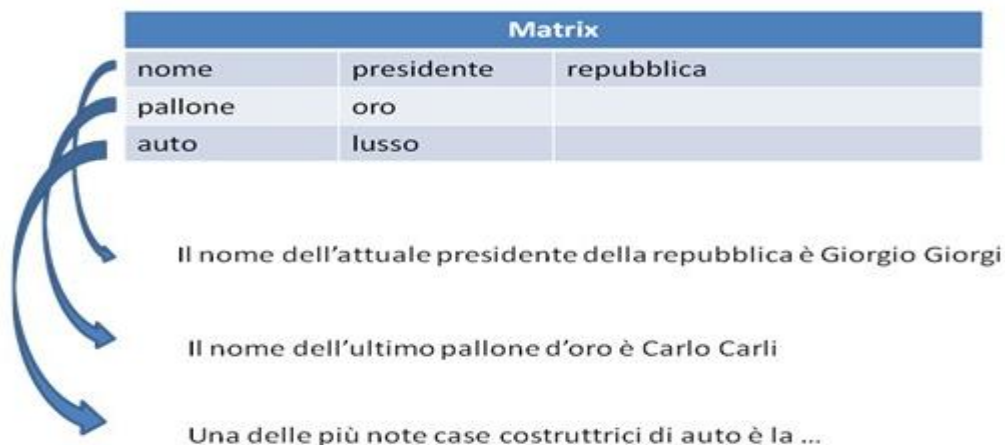 Matrix
nome presidente repubblica
pallone oro
auto lusso
Il nome dell'attuale presidente della repubblica è Giorgio Giorgi
Il nome dell'ultimo pallone d'oro è Carlo Carli
Una delle più note case costruttrici di auto è la ...